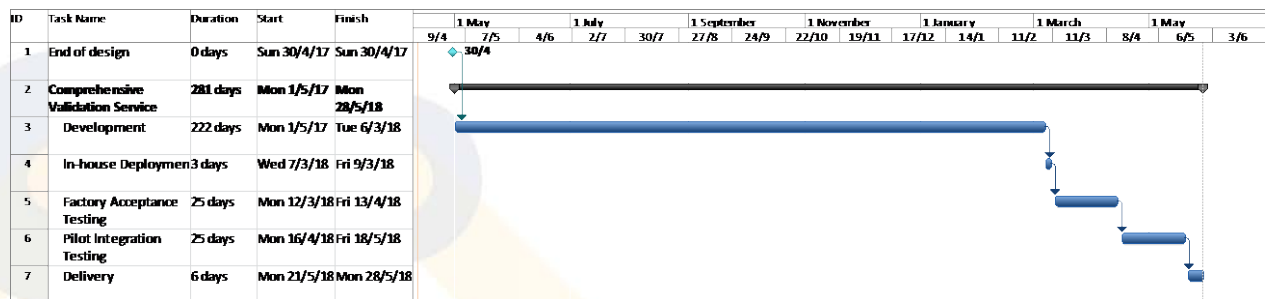 ID Task Name Duration Start Finish
1 May 1 July 1 September 1 November 1 January 1 March 1 May
9/4 7/5 4/6 2/7 30/7 27/8 24/9 22/10 19/11 17/12 14/1 11/2 11/3 8/4 6/5 3/6
1 End of design 0 days Sun 30/4/17 Sun 30/4/17 30/4
2 Comprehensive 281 days Mon 1/5/17 Mon
Validation Service 28/5/18
3 Development 222 days Mon 1/5/17 Tue 6/3/18
4 In-house Deploymen 3 days Wed 7/3/18 Fri 9/3/18
5 Factory Acceptance 25 days Mon 12/3/18 Fri 13/4/18
Testing
6 Pilot Integration 25 days Mon 16/4/18 Fri 18/5/18
Testing
7 Delivery 6 days Mon 21/5/18 Mon 28/5/18